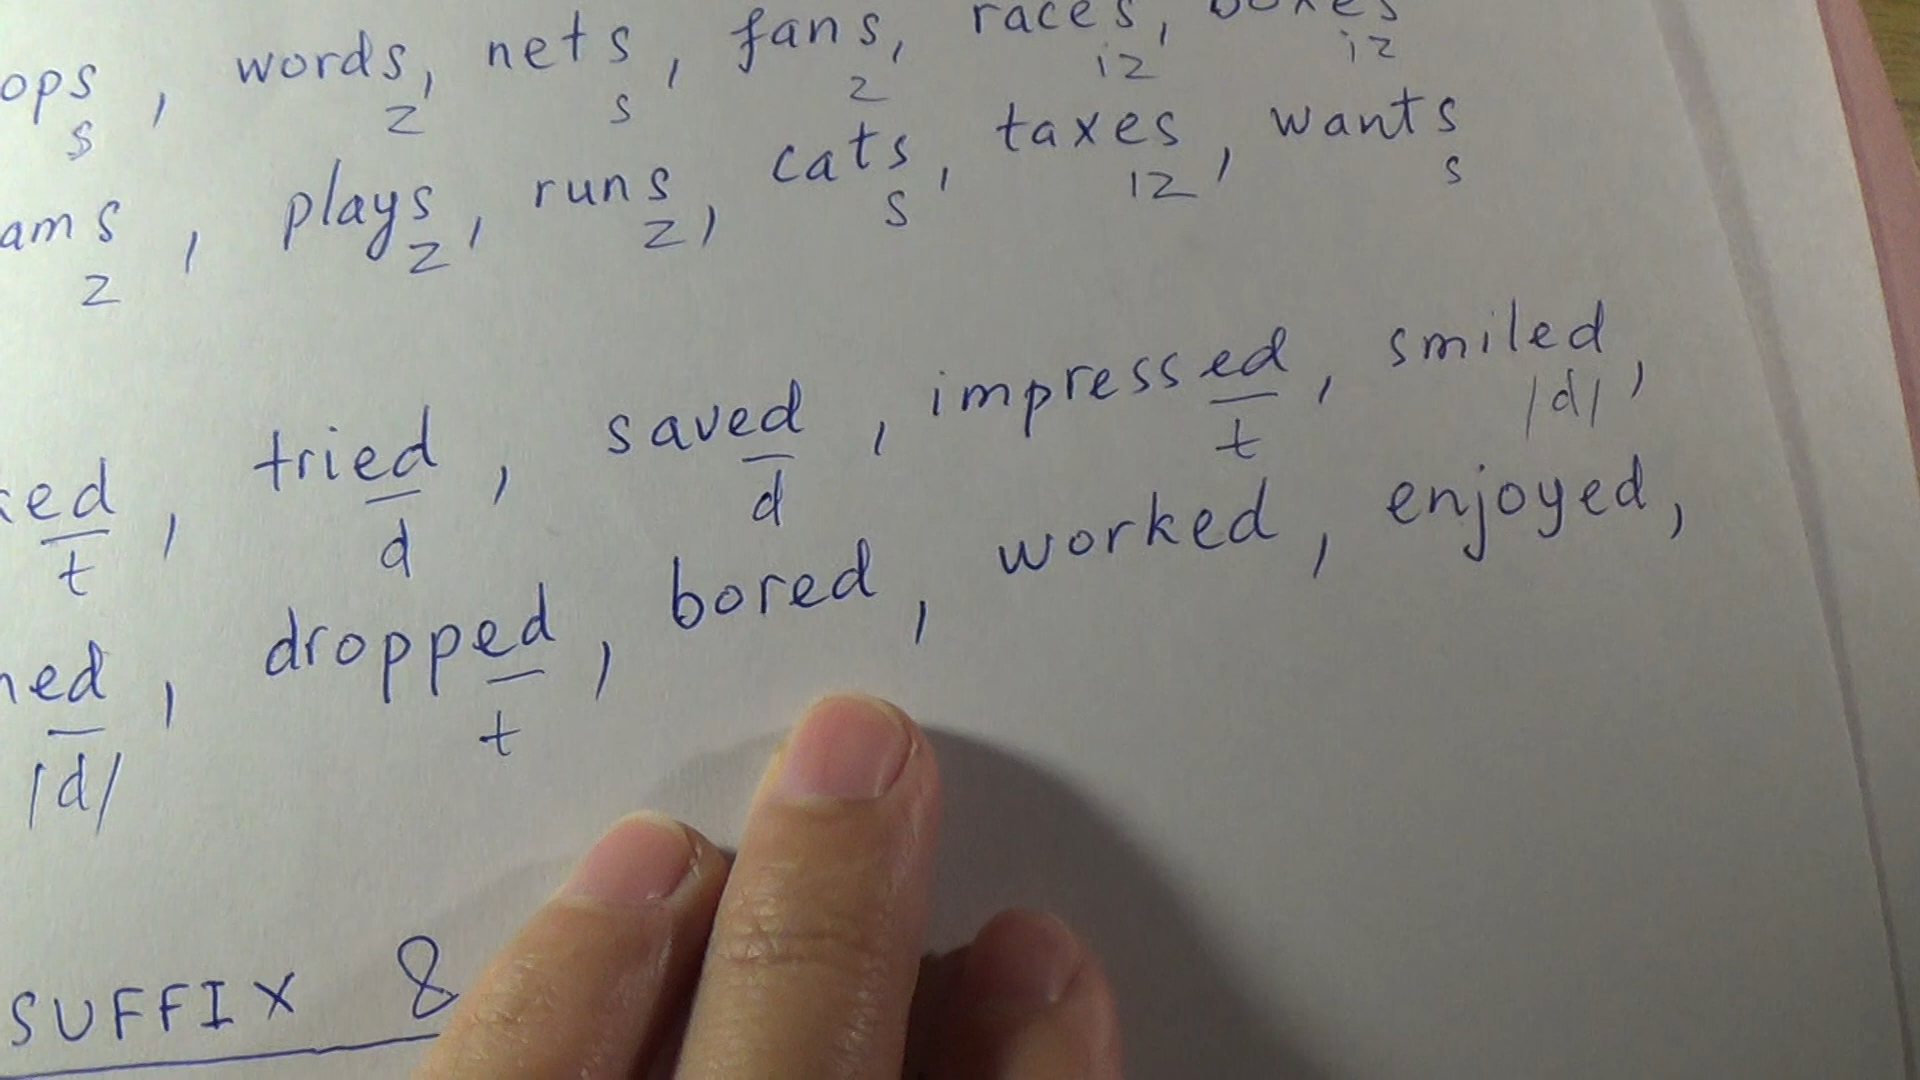 ops, words, nets, fans, races, boxes
s z s z iz iz
ams, plays, runs, cats, taxes, wants
z z z s iz s
ed, tried, saved, impressed, smiled,
t d d t /d/
ned, dropped, bored, worked, enjoyed,
/d/ t
SUFFIX 8